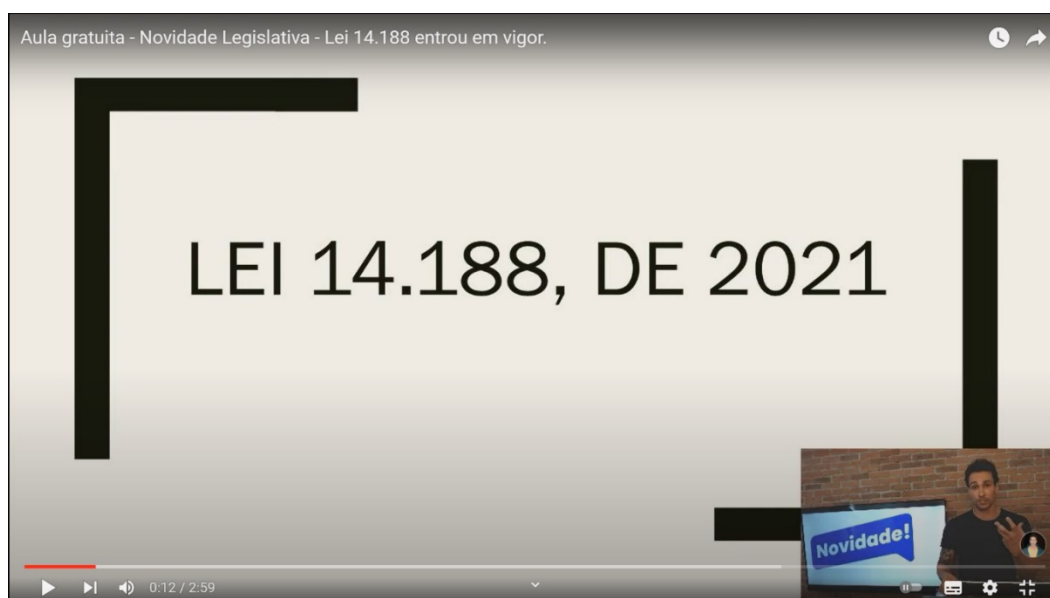 Aula gratuita - Novidade Legislativa - Lei 14.188 entrou em vigor.
LEI 14.188, DE 2021
Novidade!
0:12 / 2:59